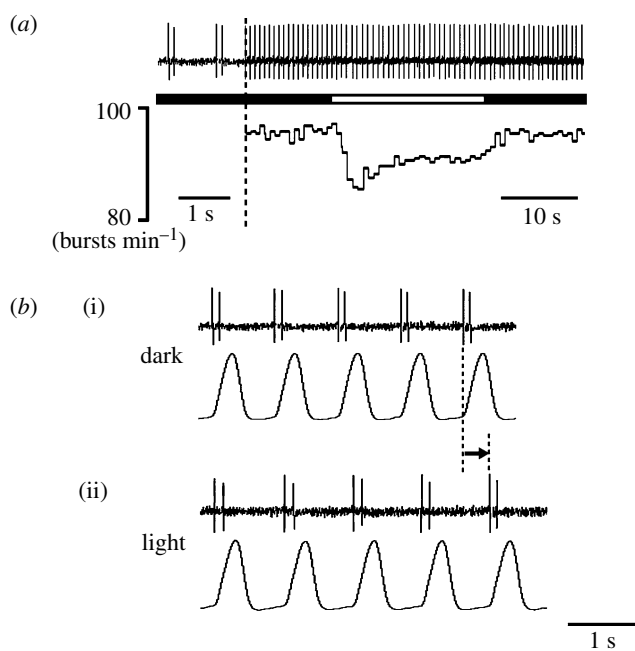 (a)
100
80
(bursts min⁻¹)
1 s
10 s
(b) (i)
dark
(ii)
light
1 s